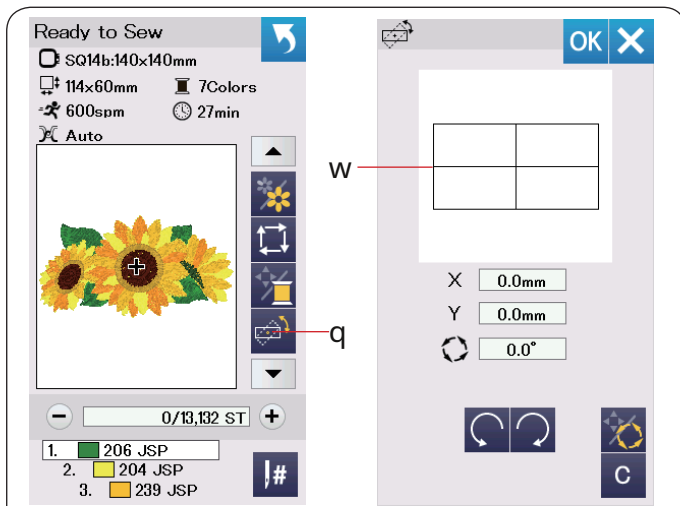 Ready to Sew
SQ14b:140x140mm
114x60mm 7Colors
600spm 27min
Auto
0/13,132 ST
1. 206 JSP
2. 204 JSP
3. 239 JSP
#
q
w
OK
X 0.0mm
Y 0.0mm
0.0°
C